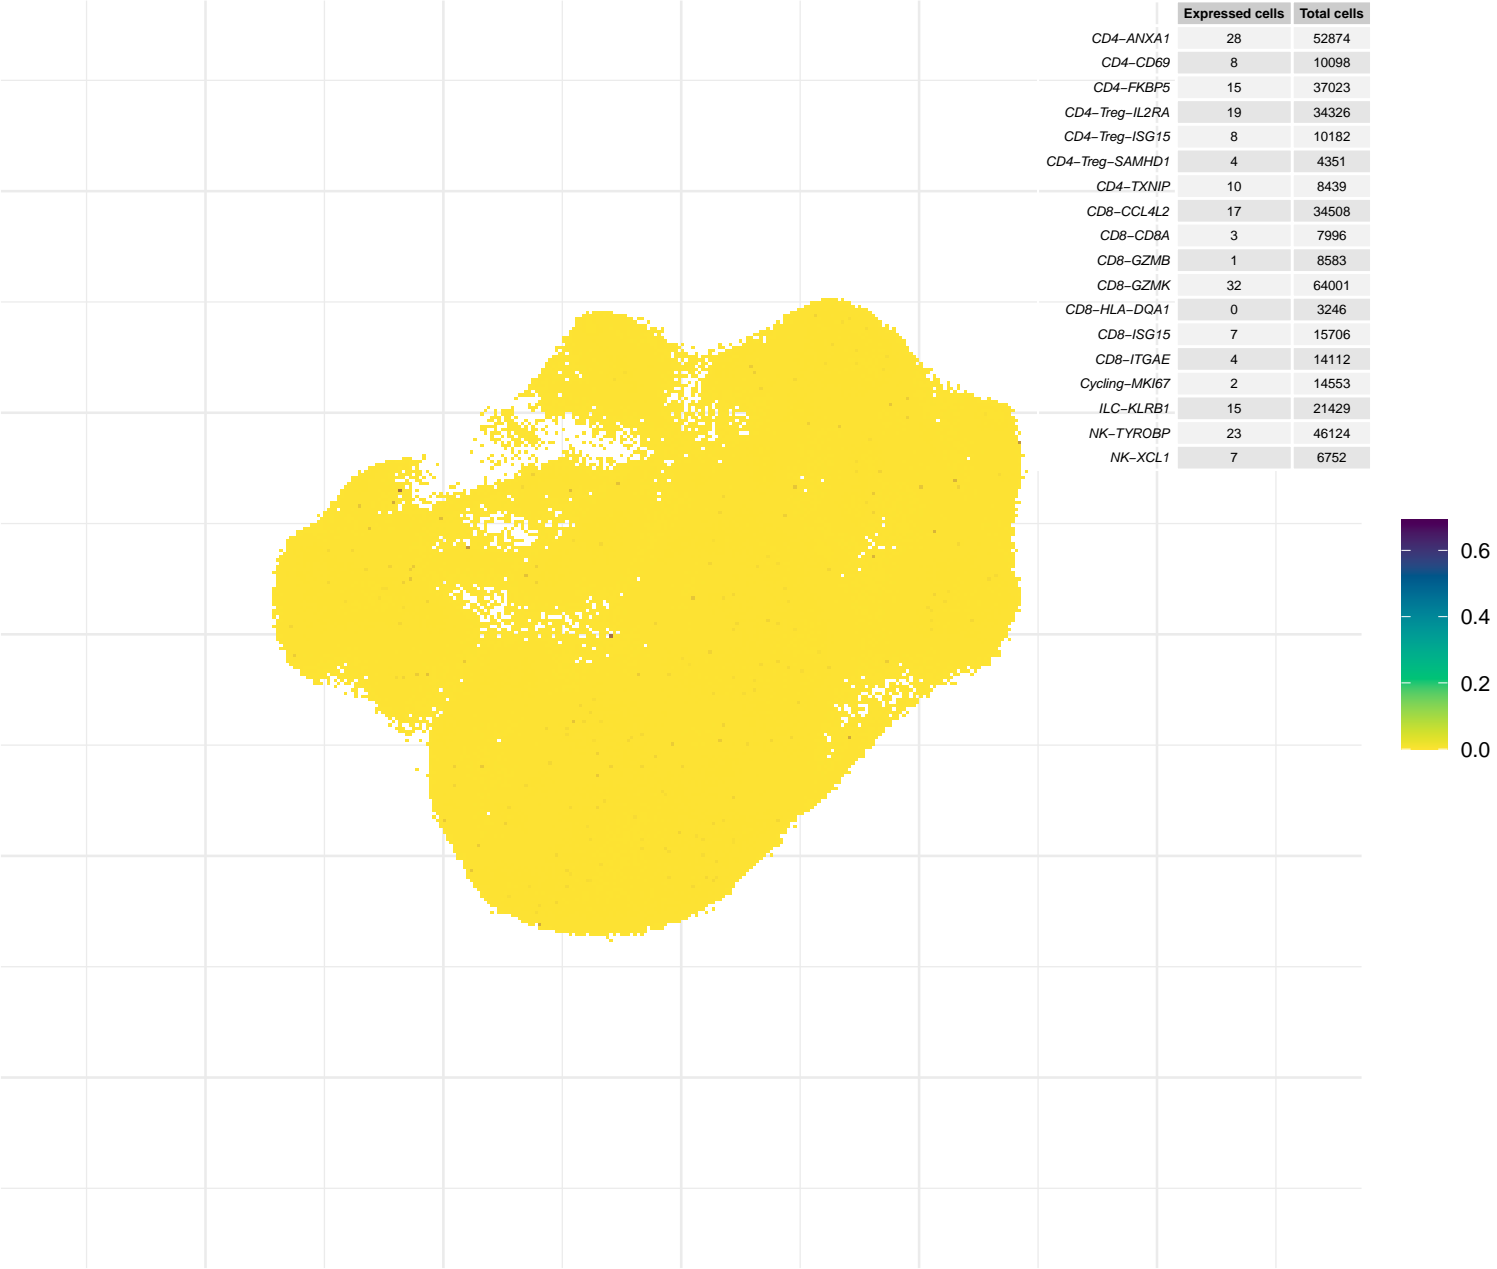 Expressed cells Total cells
CD4−ANXA1 28 52874
CD4−CD69 8 10098
CD4−FKBP5 15 37023
CD4−Treg−IL2RA 19 34326
CD4−Treg−ISG15 8 10182
CD4−Treg−SAMHD1 4 4351
CD4−TXNIP 10 8439
CD8−CCL4L2 17 34508
CD8−CD8A 3 7996
CD8−GZMB 1 8583
CD8−GZMK 32 64001
CD8−HLA−DQA1 0 3246
CD8−ISG15 7 15706
CD8−ITGAE 4 14112
Cycling−MKI67 2 14553
ILC−KLRB1 15 21429
NK−TYROBP 23 46124
NK−XCL1 7 6752
0.6
0.4
0.2
0.0